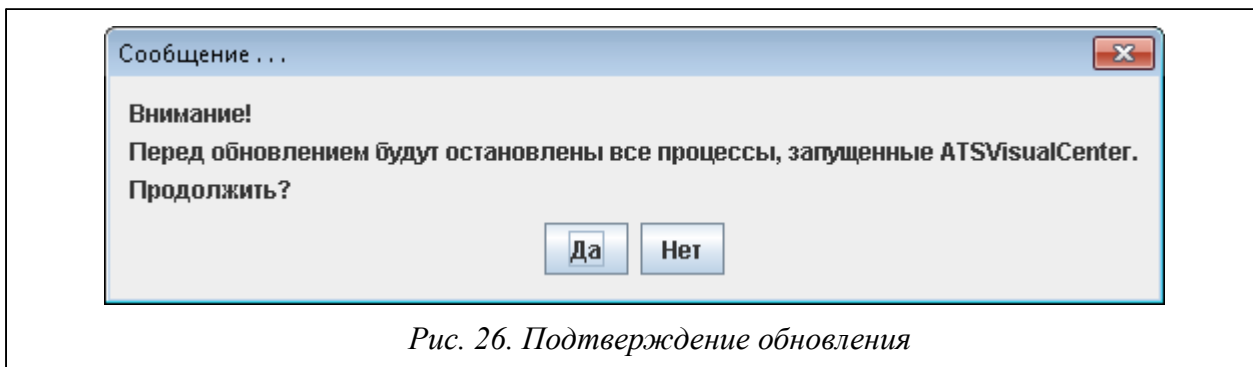 Сообщение . . .
Внимание!
Перед обновлением будут остановлены все процессы, запущенные ATSVisualCenter.
Продолжить?
Да Нет
Рис. 26. Подтверждение обновления